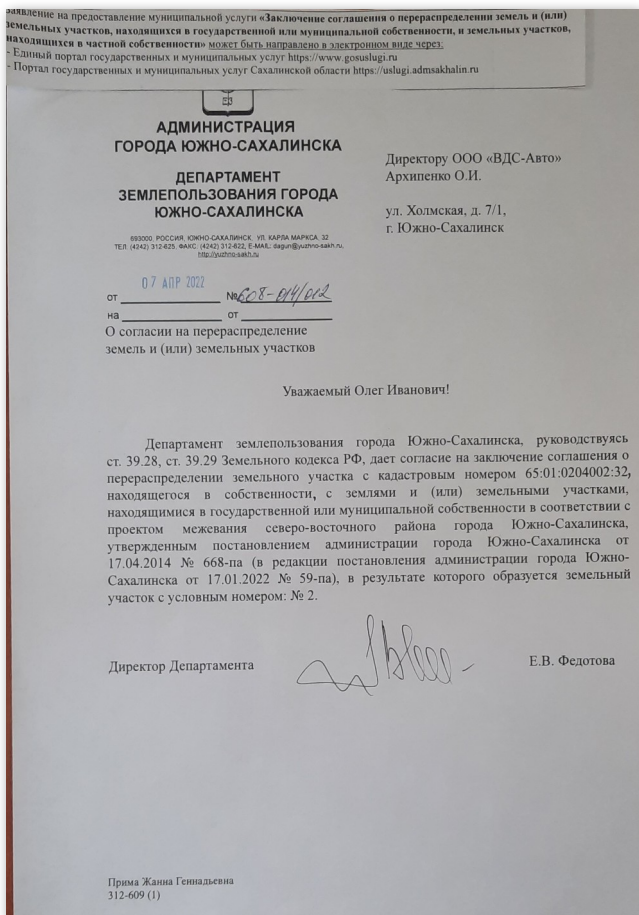 Заявление на предоставление муниципальной услуги «Заключение соглашения о перераспределении земель и (или)
земельных участков, находящихся в государственной или муниципальной собственности, и земельных участков,
находящихся в частной собственности» может быть направлено в электронном виде через:
- Единый портал государственных и муниципальных услуг https://www.gosuslugi.ru
- Портал государственных и муниципальных услуг Сахалинской области https://uslugi.admsakhalin.ru
АДМИНИСТРАЦИЯ
ГОРОДА ЮЖНО-САХАЛИНСКА
ДЕПАРТАМЕНТ
ЗЕМЛЕПОЛЬЗОВАНИЯ ГОРОДА
ЮЖНО-САХАЛИНСКА
693000, РОССИЯ, ЮЖНО-САХАЛИНСК, УЛ. КАРЛА МАРКСА, 32
ТЕЛ. (4242) 312-625, ФАКС: (4242) 312-622, E-MAIL: dagun@yuzhno-sakh.ru,
http://yuzhno-sakh.ru
Директору ООО «ВДС-Авто»
Архипенко О.И.
ул. Холмская, д. 7/1,
г. Южно-Сахалинск
07 АПР 2022
от № 608-014/012
на от
О согласии на перераспределение
земель и (или) земельных участков
Уважаемый Олег Иванович!
Департамент землепользования города Южно-Сахалинска, руководствуясь
ст. 39.28, ст. 39.29 Земельного кодекса РФ, дает согласие на заключение соглашения о
перераспределении земельного участка с кадастровым номером 65:01:0204002:32,
находящегося в собственности, с землями и (или) земельными участками,
находящимися в государственной или муниципальной собственности в соответствии с
проектом межевания северо-восточного района города Южно-Сахалинска,
утвержденным постановлением администрации города Южно-Сахалинска от
17.04.2014 № 668-па (в редакции постановления администрации города Южно-
Сахалинска от 17.01.2022 № 59-па), в результате которого образуется земельный
участок с условным номером: № 2.
Директор Департамента Е.В. Федотова
Прима Жанна Геннадьевна
312-609 (1)